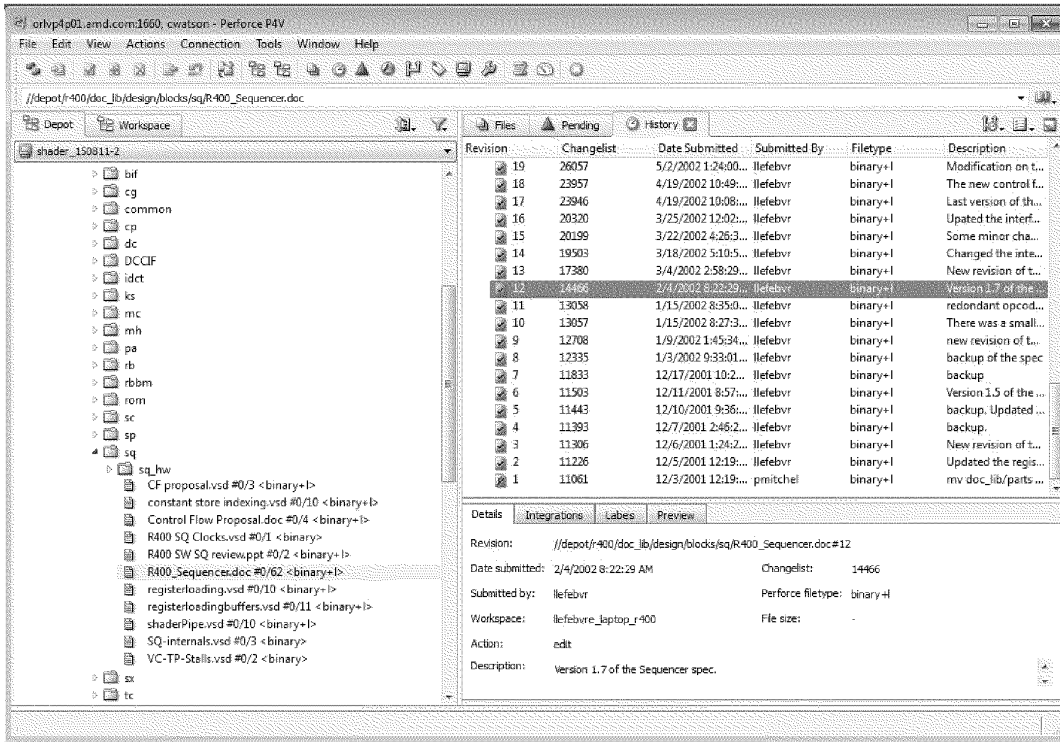 orlvp4p01.amd.com:1660, cwatson - Perforce P4V
File Edit View Actions Connection Tools Window Help
//depot/r400/doc_lib/design/blocks/sq/R400_Sequencer.doc
Depot Workspace
shader_150811-2
bif
cg
common
cp
dc
DCCIF
idct
ks
mc
mh
pa
rb
rbbm
rom
sc
sp
sq
sq_hw
CF proposal.vsd #0/3 <binary+l>
constant store indexing.vsd #0/10 <binary+l>
Control Flow Proposal.doc #0/4 <binary+l>
R400 SQ Clocks.vsd #0/1 <binary>
R400 SW SQ review.ppt #0/2 <binary+l>
R400_Sequencer.doc #0/62 <binary+l>
registerloading.vsd #0/10 <binary+l>
registerloadingbuffers.vsd #0/11 <binary+l>
shaderPipe.vsd #0/10 <binary+l>
SQ-internals.vsd #0/3 <binary>
VC-TP-Stalls.vsd #0/2 <binary>
sx
tc
Files Pending History
Revision Changelist Date Submitted Submitted By Filetype Description
19 26057 5/2/2002 1:24:00... llefebvr binary+l Modification on t...
18 23957 4/19/2002 10:49:... llefebvr binary+l The new control f...
17 23946 4/19/2002 10:08:... llefebvr binary+l Last version of th...
16 20320 3/25/2002 12:02:... llefebvr binary+l Upated the interf...
15 20199 3/22/2002 4:26:3... llefebvr binary+l Some minor cha...
14 19503 3/18/2002 5:10:5... llefebvr binary+l Changed the inte...
13 17380 3/4/2002 2:58:29... llefebvr binary+l New revision of t...
12 14466 2/4/2002 8:22:29... llefebvr binary+l Version 1.7 of the ...
11 13058 1/15/2002 8:35:0... llefebvr binary+l redondant opcod...
10 13057 1/15/2002 8:27:3... llefebvr binary+l There was a small...
9 12708 1/9/2002 1:45:34... llefebvr binary+l new revision of t...
8 12335 1/3/2002 9:33:01... llefebvr binary+l backup of the spec
7 11833 12/17/2001 10:2... llefebvr binary+l backup
6 11503 12/11/2001 8:57:... llefebvr binary+l Version 1.5 of the ...
5 11443 12/10/2001 9:36:... llefebvr binary+l backup. Updated ...
4 11393 12/7/2001 2:46:2... llefebvr binary+l backup.
3 11306 12/6/2001 1:24:2... llefebvr binary+l New revision of t...
2 11226 12/5/2001 12:19:... llefebvr binary+l Updated the regis...
1 11061 12/3/2001 12:19:... pmitchel binary+l mv doc_lib/parts ...
Details Integrations Labels Preview
Revision: //depot/r400/doc_lib/design/blocks/sq/R400_Sequencer.doc#12
Date submitted: 2/4/2002 8:22:29 AM Changelist: 14466
Submitted by: llefebvr Perforce filetype: binary+l
Workspace: llefebvre_laptop_r400 File size: -
Action: edit
Description: Version 1.7 of the Sequencer spec.